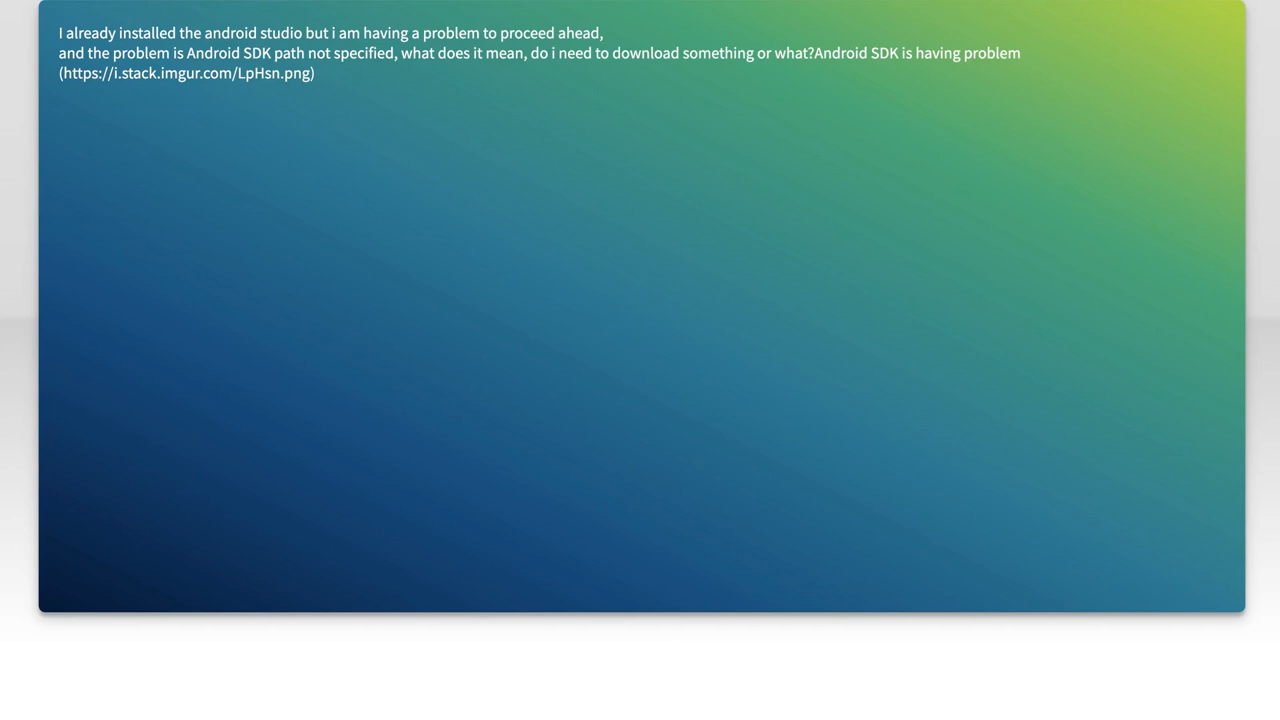 I already installed the android studio but i am having a problem to proceed ahead,
and the problem is Android SDK path not specified, what does it mean, do i need to download something or what?Android SDK is having problem
(https://i.stack.imgur.com/LpHsn.png)